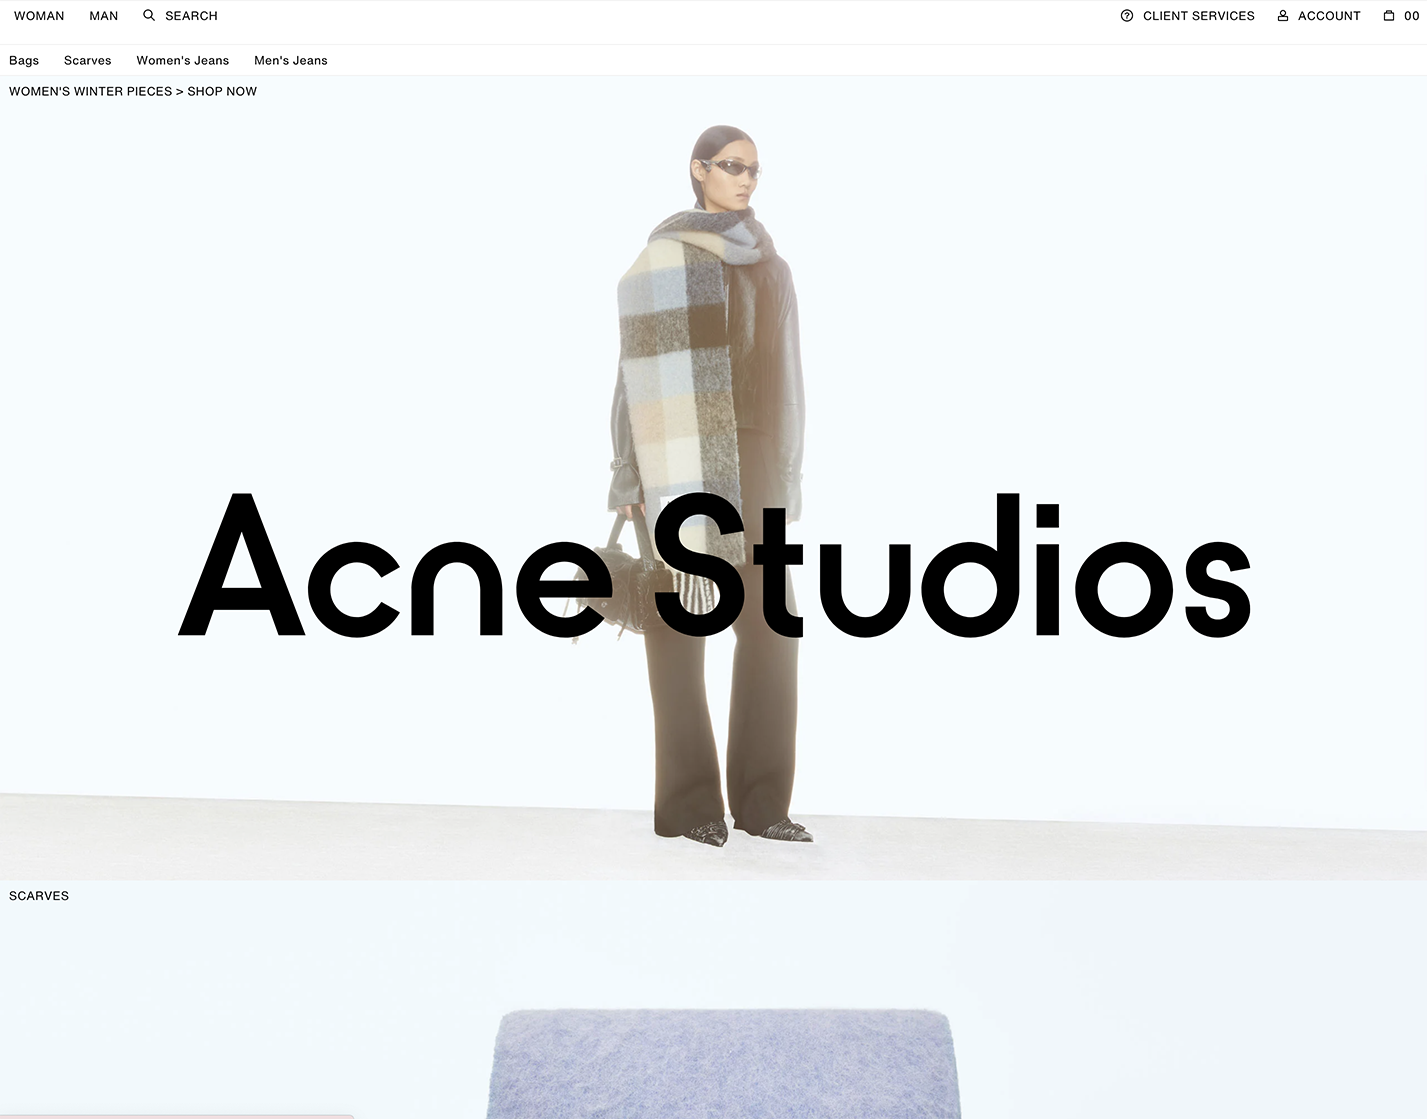 WOMAN MAN SEARCH CLIENT SERVICES ACCOUNT 00
Bags Scarves Women's Jeans Men's Jeans
WOMEN'S WINTER PIECES > SHOP NOW
Acne Studios
SCARVES